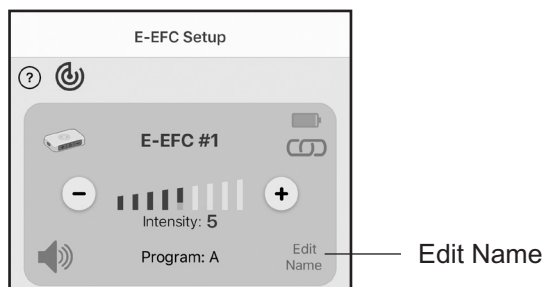 E-EFC Setup
?
E-EFC #1
Intensity: 5
Program: A
Edit
Name
Edit Name